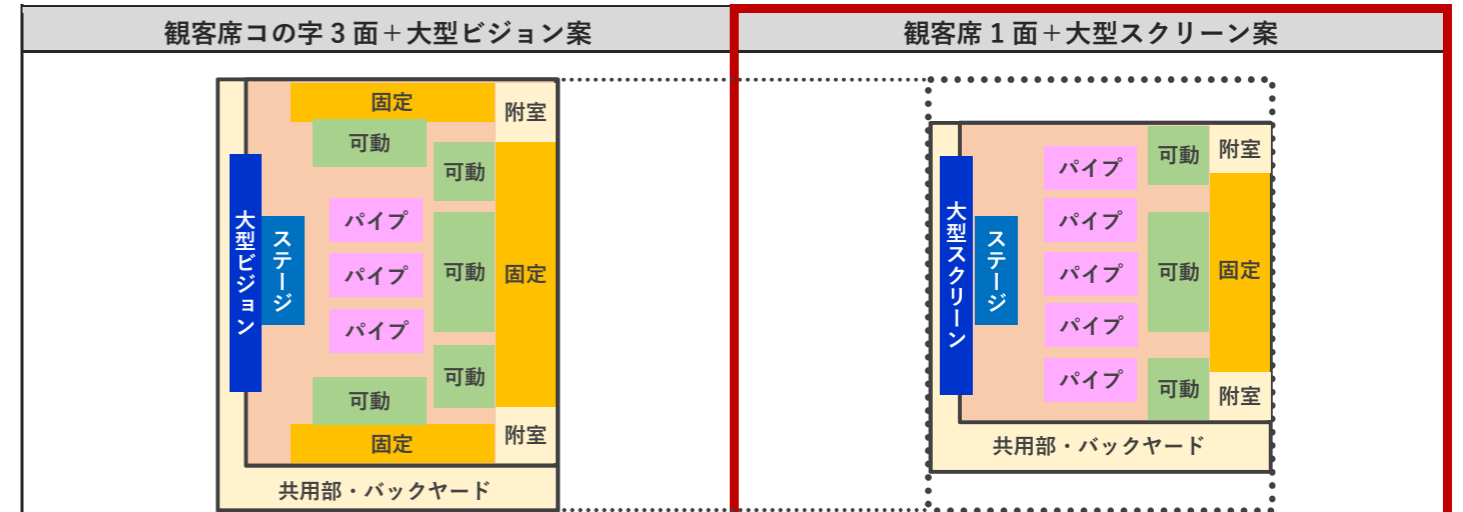 観客席コの字3面+大型ビジョン案
観客席1面+大型スクリーン案
固定
附室
可動
可動
パイプ
大型ビジョン
ステージ
パイプ
可動
固定
パイプ
可動
可動
固定
附室
共用部・バックヤード
パイプ
可動
附室
パイプ
大型スクリーン
ステージ
パイプ
可動
固定
パイプ
パイプ
可動
附室
共用部・バックヤード